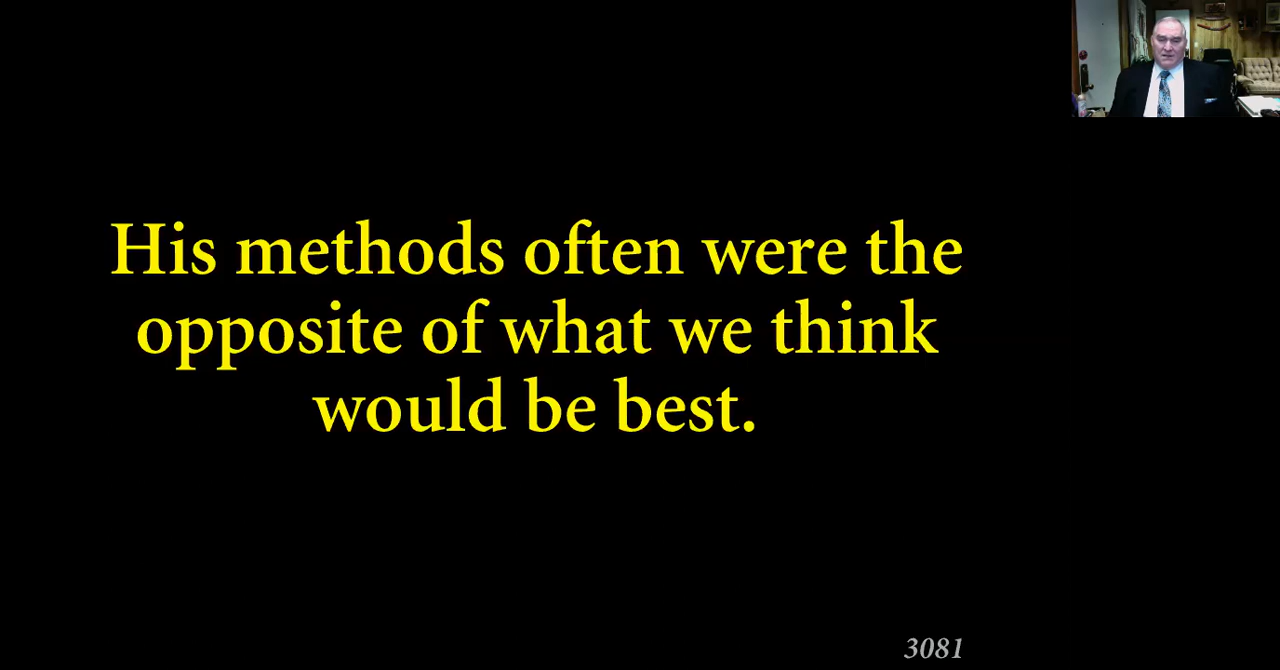 His methods often were the
opposite of what we think
would be best.
3081